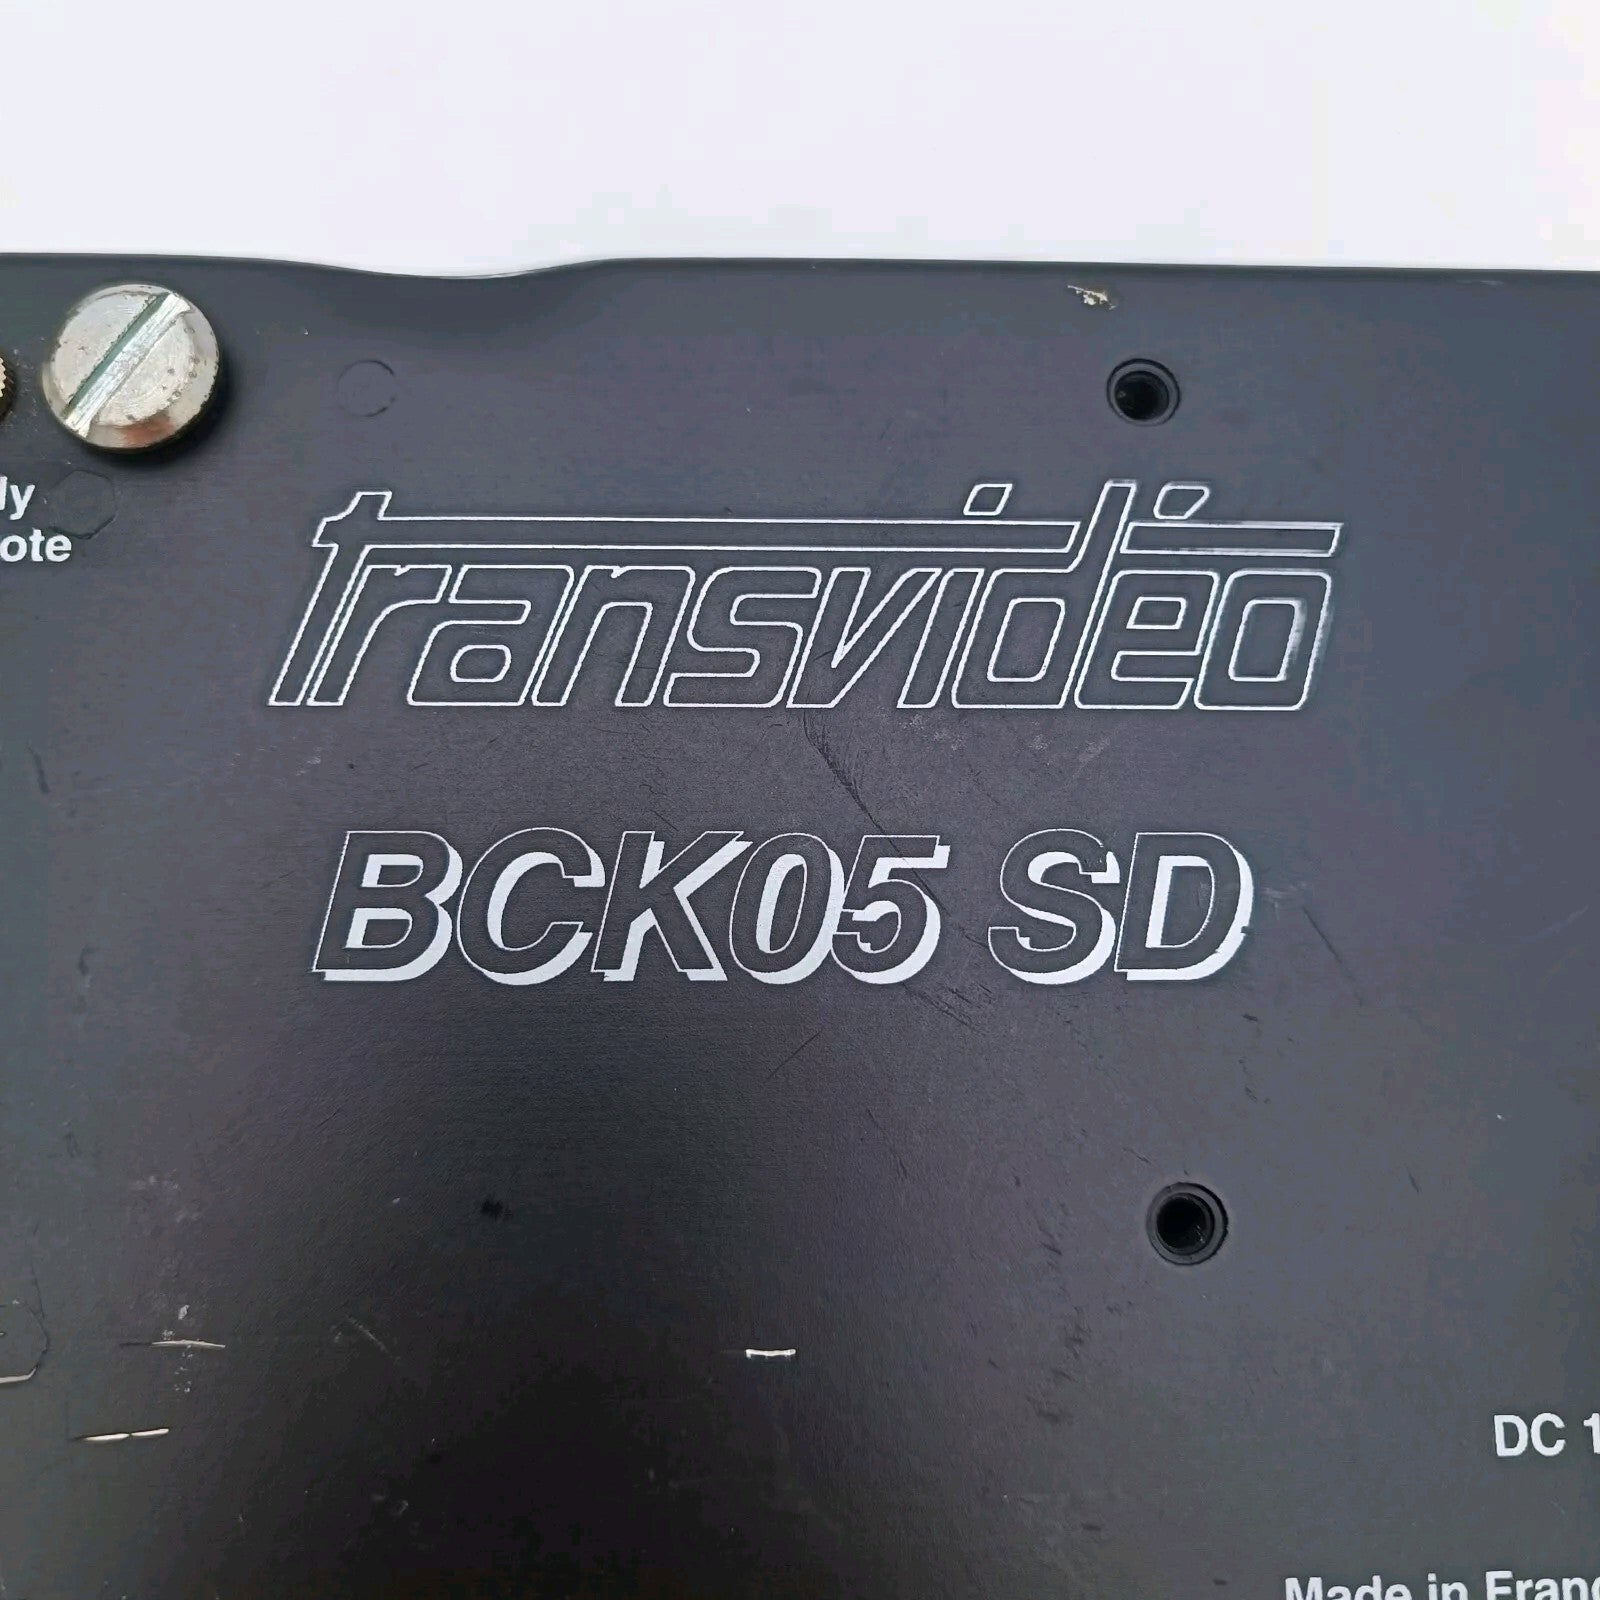 ly
ote
transvidéo
BCK05 SD
DC 1
Made in Franc